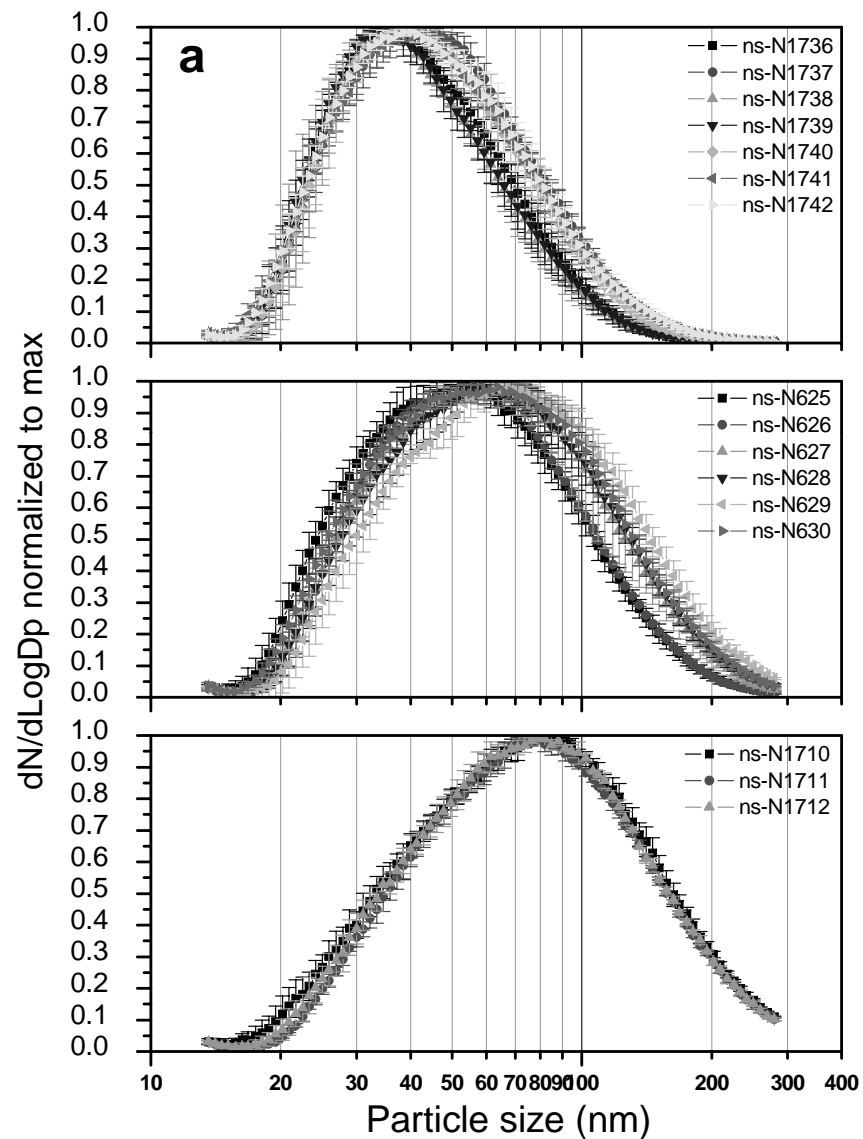 a
dN/dLogDp normalized to max
1.0
0.9
0.8
0.7
0.6
0.5
0.4
0.3
0.2
0.1
0.0
ns-N1736
ns-N1737
ns-N1738
ns-N1739
ns-N1740
ns-N1741
ns-N1742
1.0
0.9
0.8
0.7
0.6
0.5
0.4
0.3
0.2
0.1
0.0
ns-N625
ns-N626
ns-N627
ns-N628
ns-N629
ns-N630
1.0
0.9
0.8
0.7
0.6
0.5
0.4
0.3
0.2
0.1
0.0
ns-N1710
ns-N1711
ns-N1712
10 20 30 40 50 60 70 80 90 100 200 300 400
Particle size (nm)